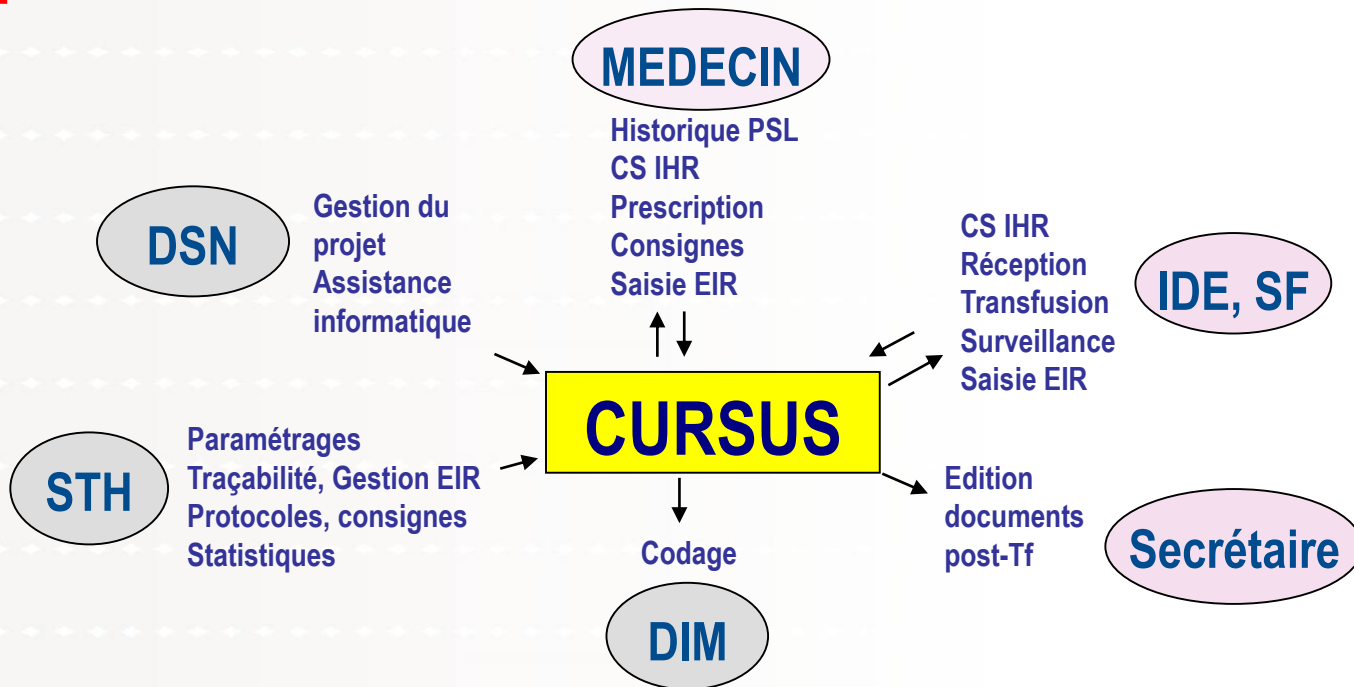 MEDECIN
Historique PSL
CS IHR
Prescription
Consignes
Saisie EIR
DSN
Gestion du
projet
Assistance
informatique
CS IHR
Réception
Transfusion
Surveillance
Saisie EIR
IDE, SF
CURSUS
STH
Paramétrages
Traçabilité, Gestion EIR
Protocoles, consignes
Statistiques
Codage
DIM
Edition
documents
post-Tf
Secrétaire